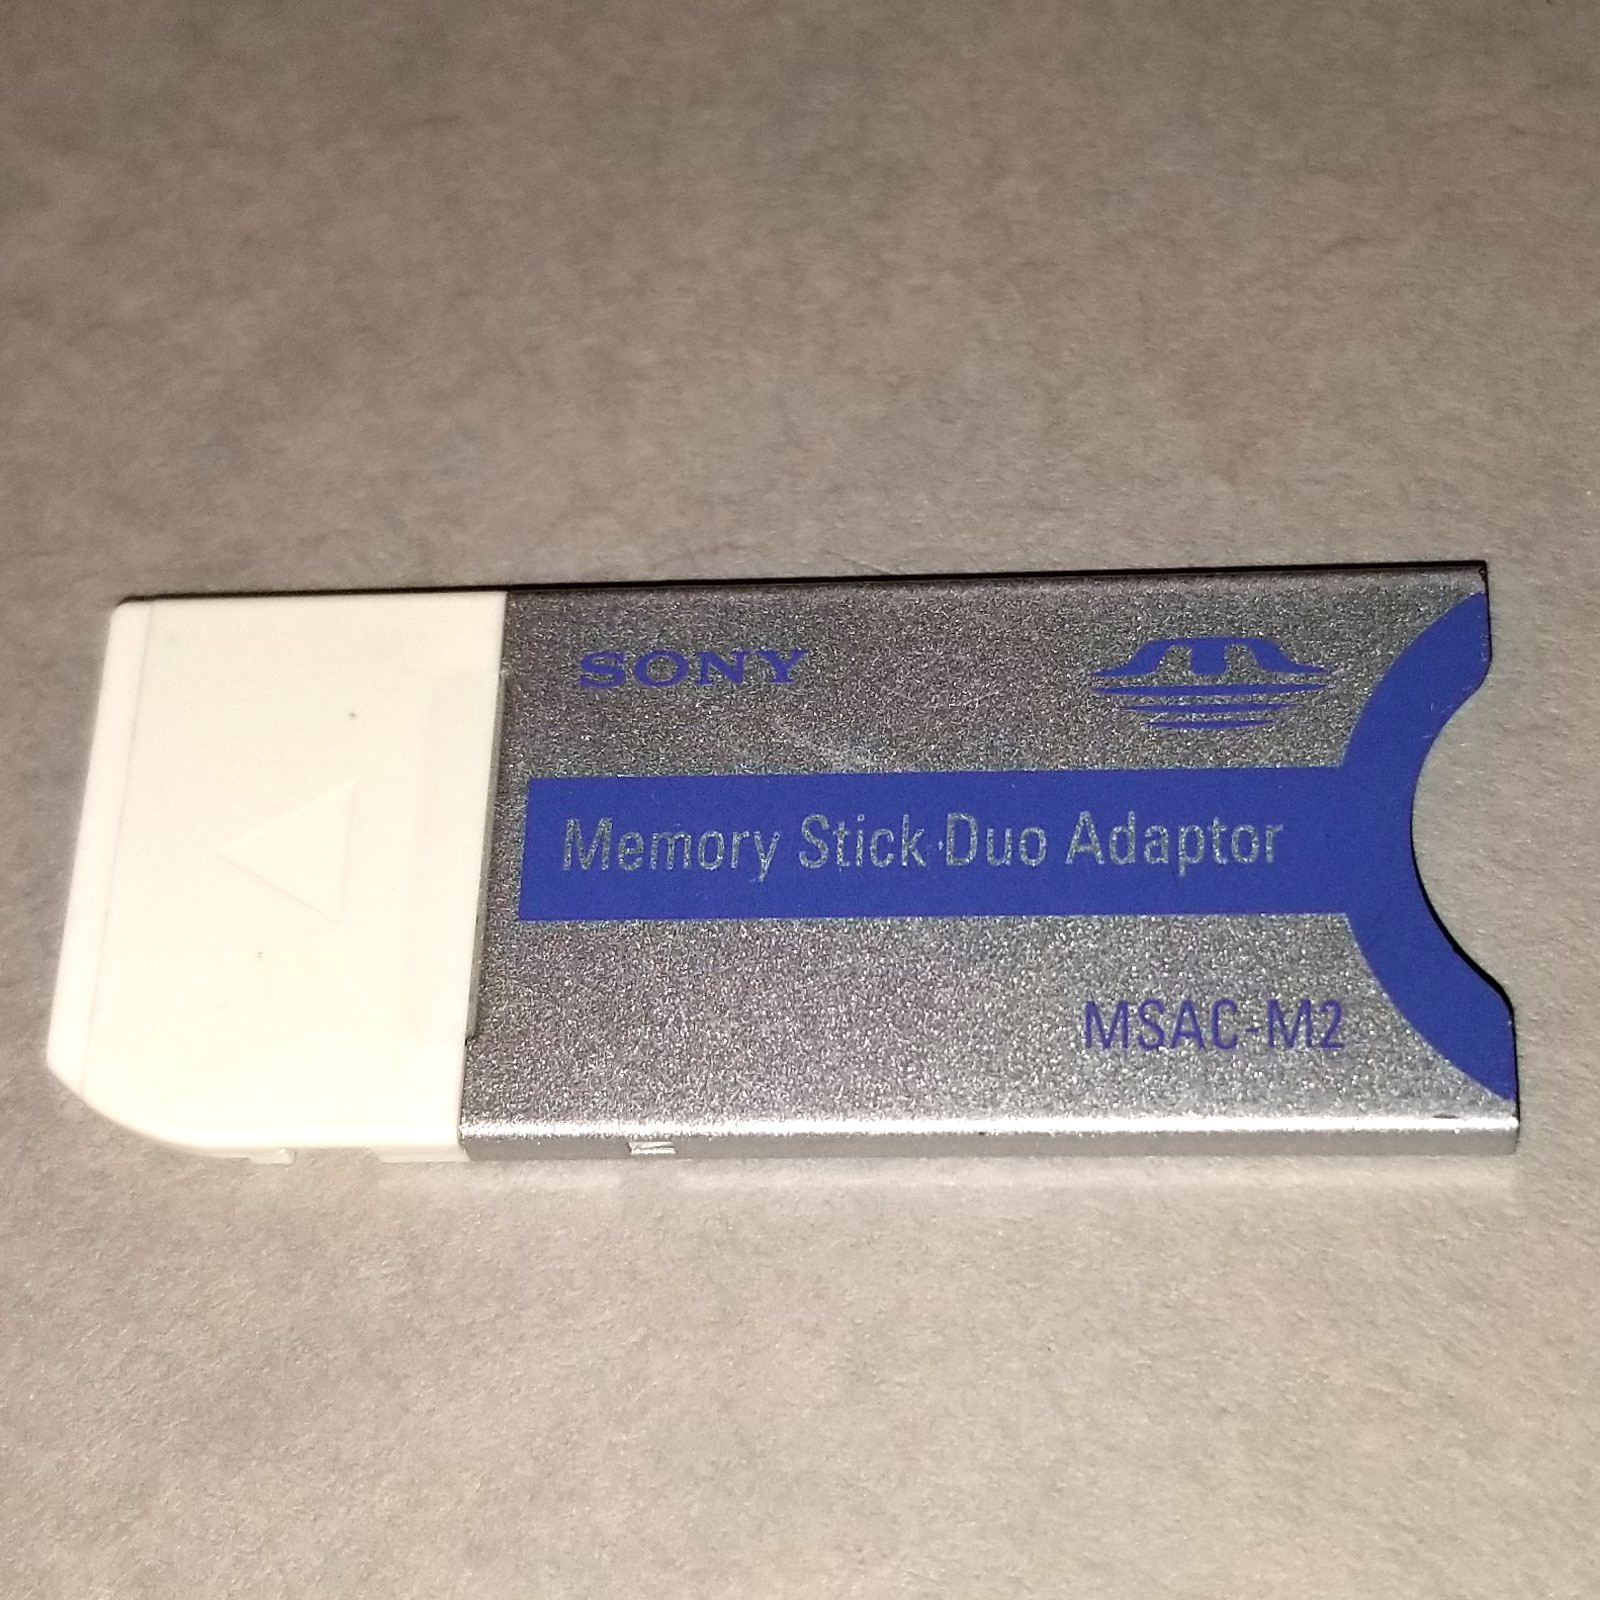 SONY
Memory Stick Duo Adaptor
MSAC-M2